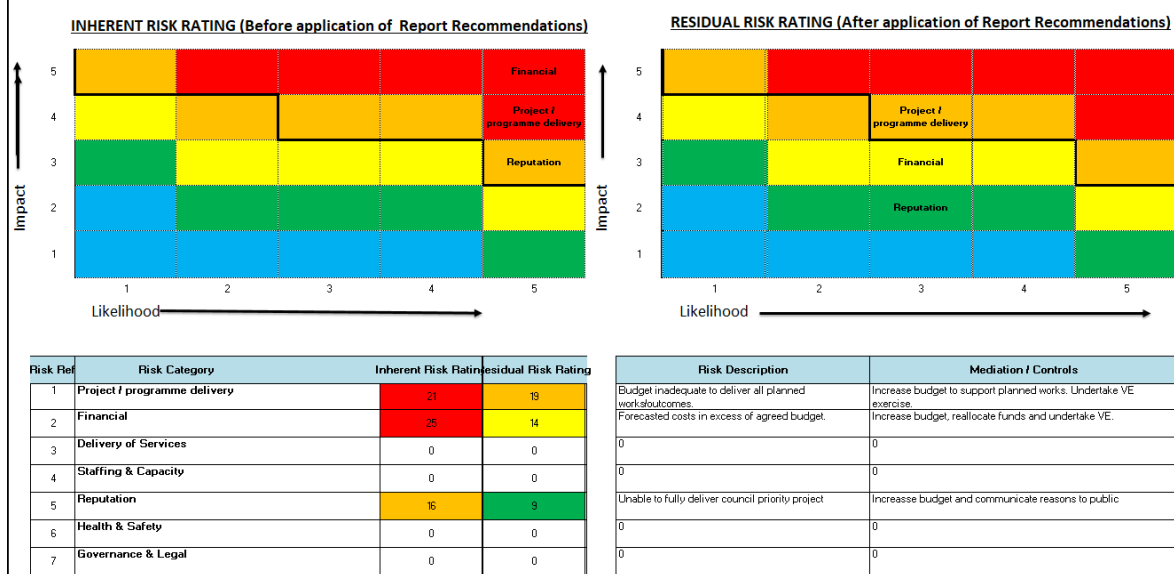 INHERENT RISK RATING (Before application of  Report Recommendations)
RESIDUAL RISK RATING (After application of Report Recommendations)
Impact
5
Financial
4
Project /
programme delivery
3
Reputation
2
1
1 2 3 4 5
Likelihood
Impact
5
4
Project /
programme delivery
3
Financial
2
Reputation
1
1 2 3 4 5
Likelihood
Risk Ref Risk Category Inherent Risk Ratin esidual Risk Rating
1 Project / programme delivery 21 19
2 Financial 25 14
3 Delivery of Services 0 0
4 Staffing & Capacity 0 0
5 Reputation 16 9
6 Health & Safety 0 0
7 Governance & Legal 0 0
Risk Description Mediation / Controls
Budget inadequate to deliver all planned
works/outcomes.
Increase budget to support planned works. Undertake VE
exercise.
Forecasted costs in excess of agreed budget. Increase budget, reallocate funds and undertake VE.
0 0
0 0
Unable to fully deliver council priority project Increasse budget and communicate reasons to public
0 0
0 0